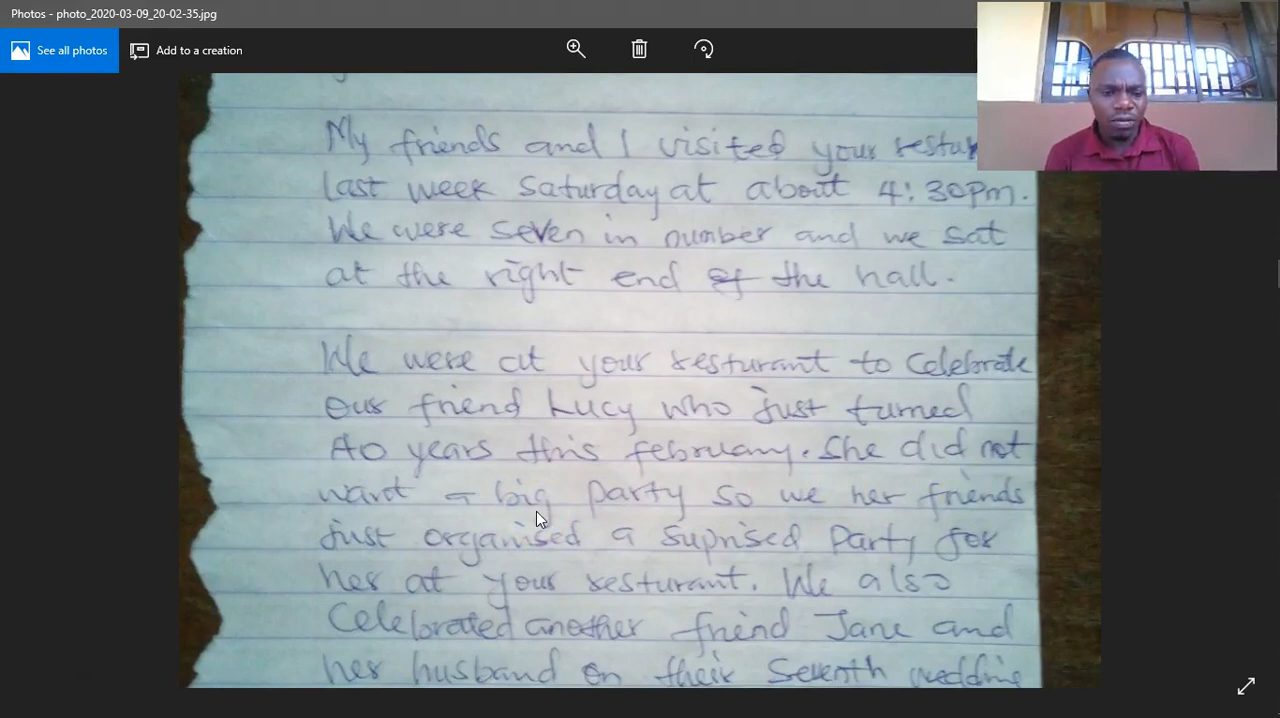 Photos - photo_2020-03-09_20-02-35.jpg
See all photos
Add to a creation
My friends and I visited your
last week saturday at about 4:30pm.
We were seven in number and we sat
at the right end of the hall.
We were at your resturant to celebrate
Our friend Lucy who just turned
40 years this february. She did not
want a big party so we her friends
just organised a suprised party for
her at your resturant. We also
Celebrated another friend Jane and
her husband on their Seventh wedding